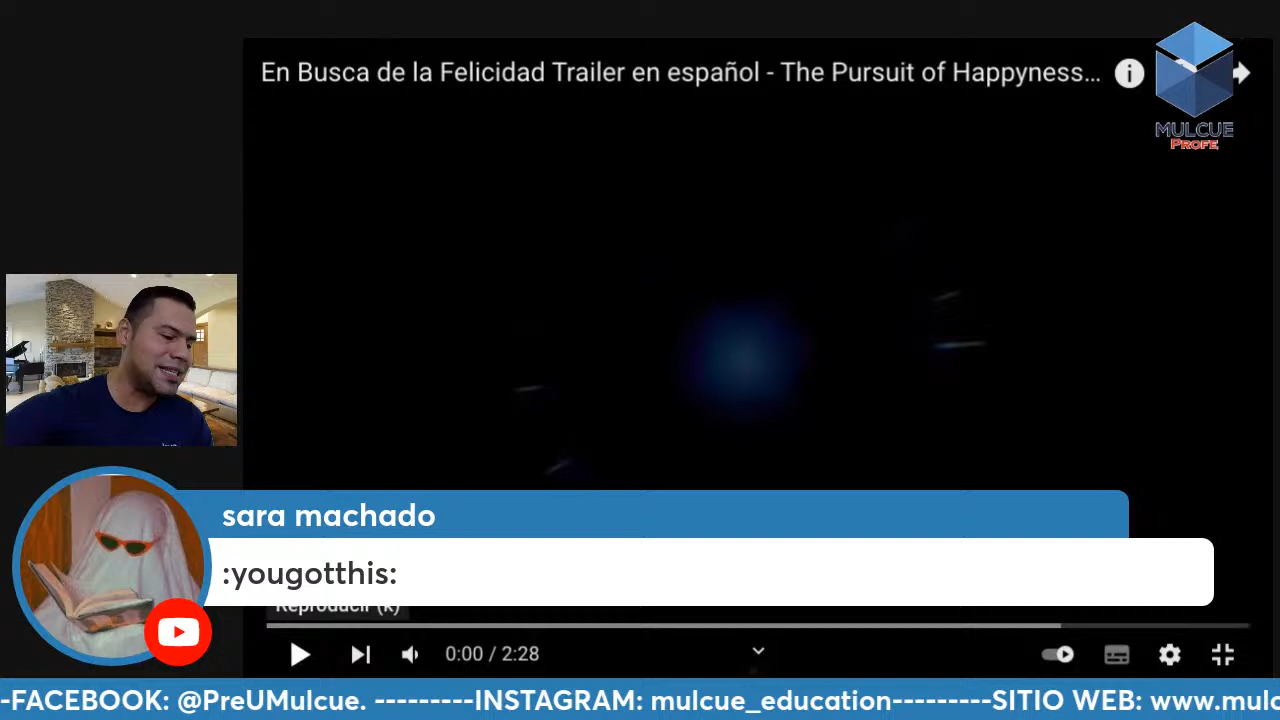 En Busca de la Felicidad Trailer en español - The Pursuit of Happyness...
MULCUE
PROFE
sara machado
:yougotthis:
Reproducir (k)
0:00 / 2:28
-FACEBOOK: @PreUMulcue. ---------INSTAGRAM: mulcue_education---------SITIO WEB: www.mulc